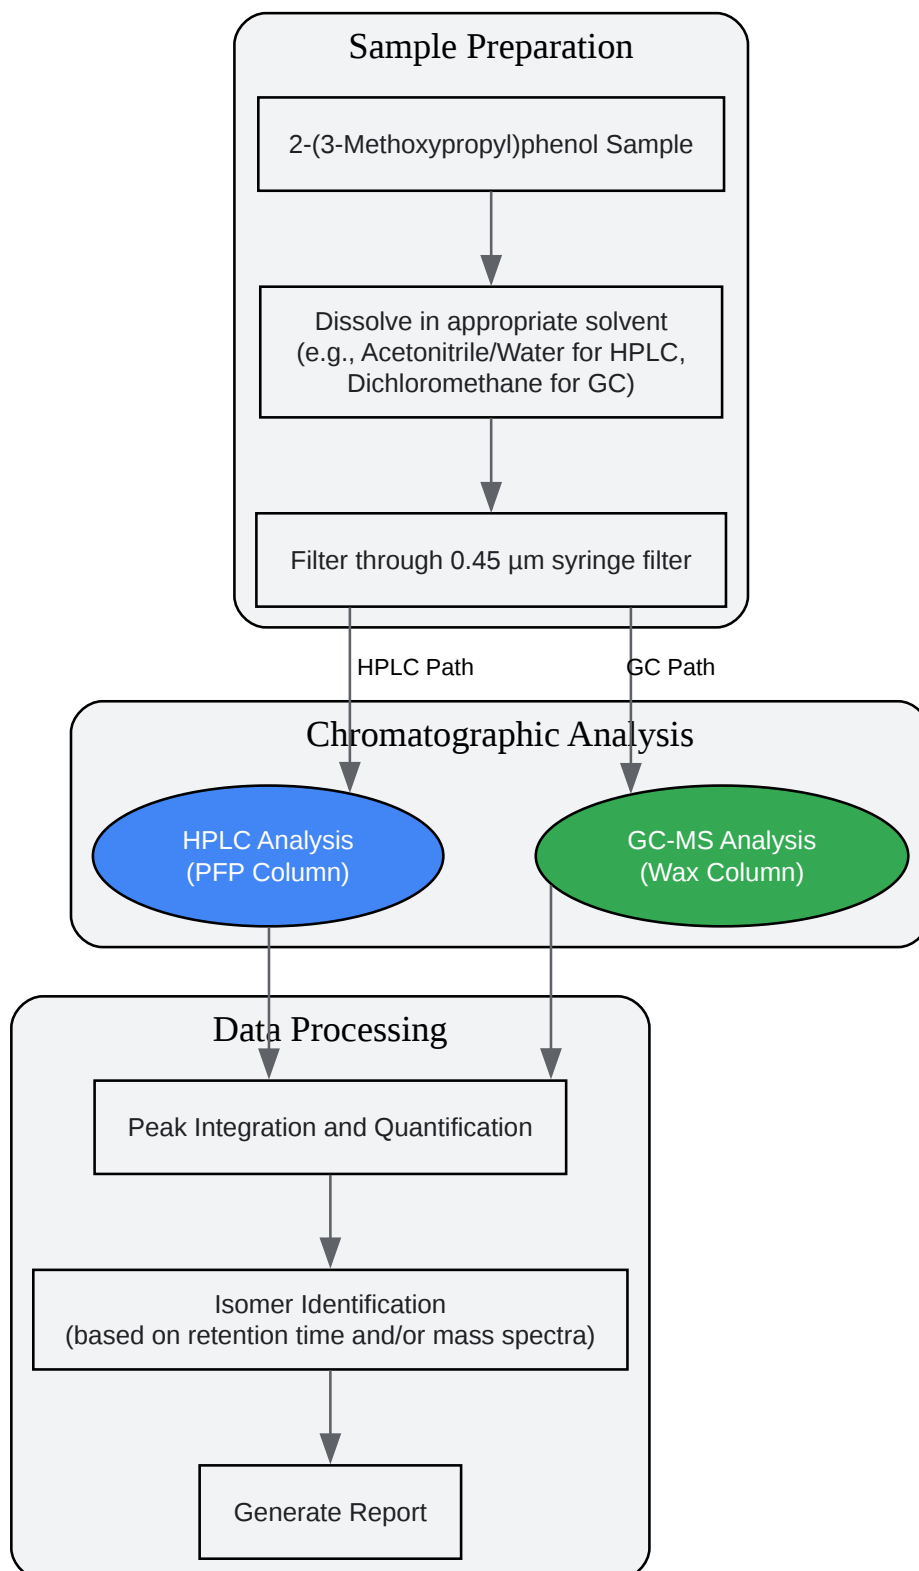 Sample Preparation
2-(3-Methoxypropyl)phenol Sample
Dissolve in appropriate solvent
(e.g., Acetonitrile/Water for HPLC,
Dichloromethane for GC)
Filter through 0.45 µm syringe filter
HPLC Path
GC Path
Chromatographic Analysis
HPLC Analysis
(PFP Column)
GC-MS Analysis
(Wax Column)
Data Processing
Peak Integration and Quantification
Isomer Identification
(based on retention time and/or mass spectra)
Generate Report